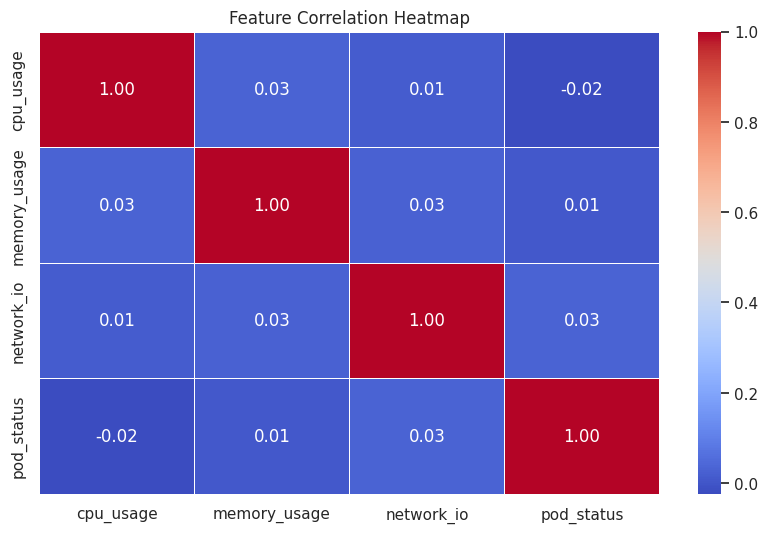 Feature Correlation Heatmap
cpu_usage
1.00
0.03
0.01
-0.02
memory_usage
0.03
1.00
0.03
0.01
network_io
0.01
0.03
1.00
0.03
pod_status
-0.02
0.01
0.03
1.00
cpu_usage
memory_usage
network_io
pod_status
1.0
0.8
0.6
0.4
0.2
0.0